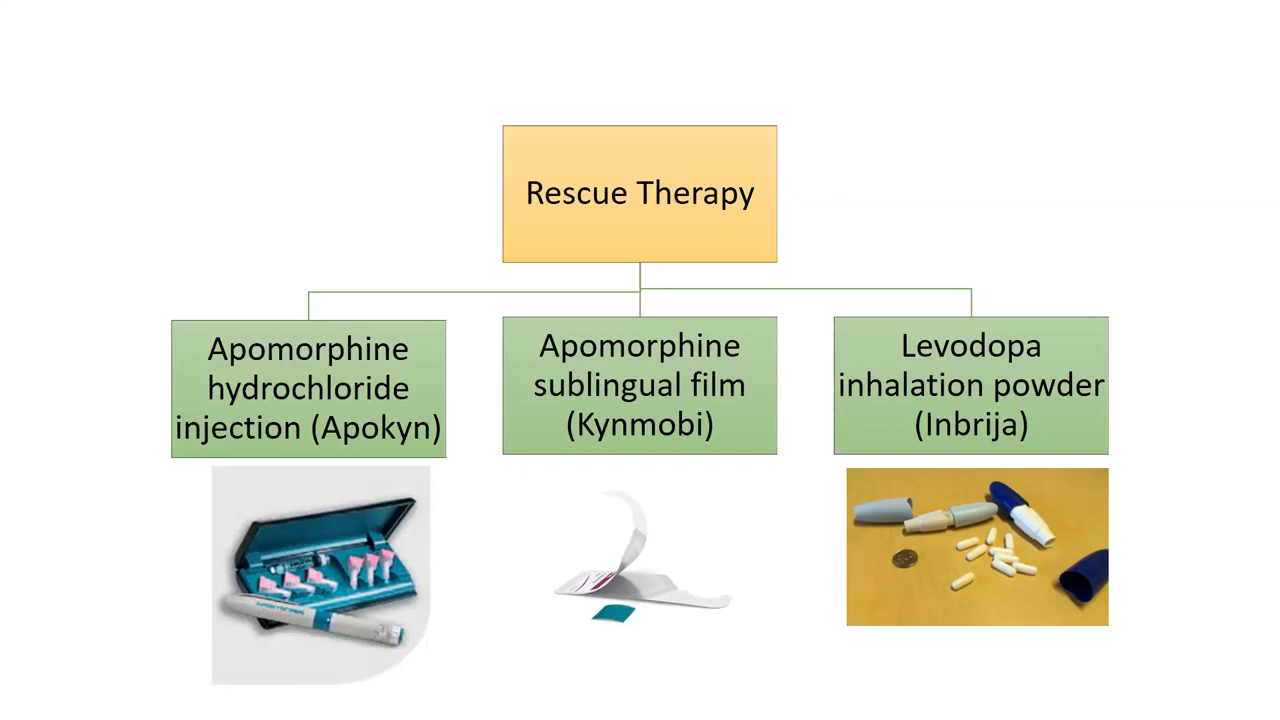 Rescue Therapy
Apomorphine
hydrochloride
injection (Apokyn)
Apomorphine
sublingual film
(Kynmobi)
Levodopa
inhalation powder
(Inbrija)